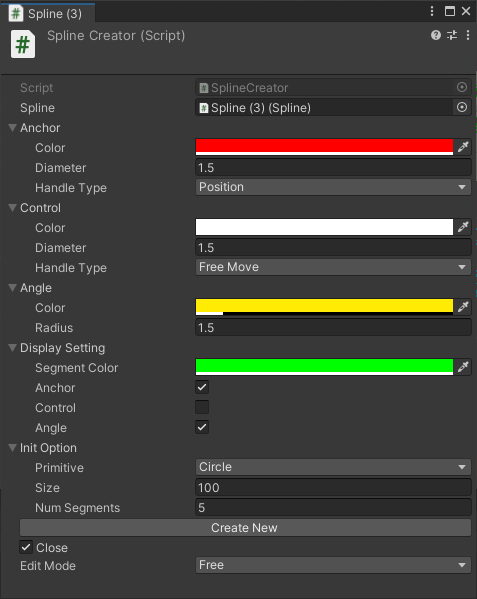 Spline (3)
Spline Creator (Script)
Script SplineCreator
Spline Spline (3) (Spline)
Anchor
Color
Diameter 1.5
Handle Type Position
Control
Color
Diameter 1.5
Handle Type Free Move
Angle
Color
Radius 1.5
Display Setting
Segment Color
Anchor
Control
Angle
Init Option
Primitive Circle
Size 100
Num Segments 5
Create New
Close
Edit Mode Free